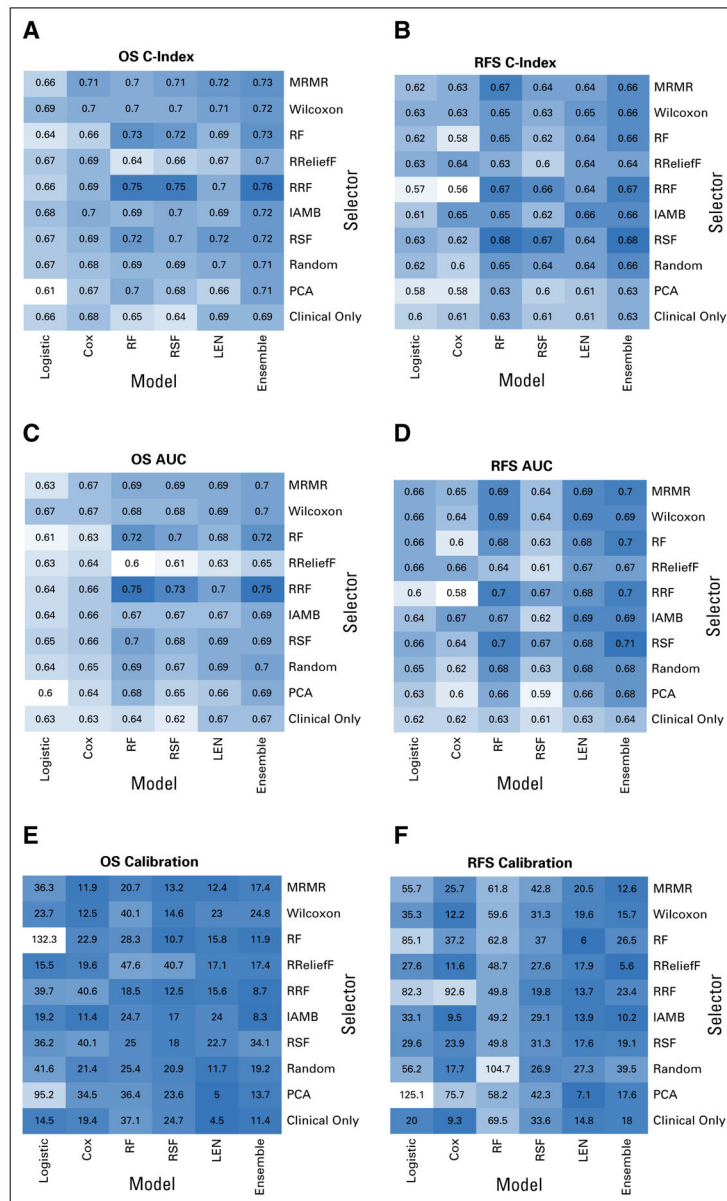 A
OS C-Index
0.66 0.71 0.7 0.71 0.72 0.73 MRMR
0.69 0.7 0.7 0.7 0.71 0.72 Wilcoxon
0.64 0.66 0.73 0.72 0.69 0.73 RF
0.67 0.69 0.64 0.66 0.67 0.7 RReliefF
0.66 0.69 0.75 0.75 0.7 0.76 RRF
0.68 0.7 0.69 0.7 0.69 0.72 IAMB
0.67 0.69 0.72 0.7 0.72 0.72 RSF
0.67 0.68 0.69 0.69 0.7 0.71 Random
0.61 0.67 0.7 0.68 0.66 0.71 PCA
0.66 0.68 0.65 0.64 0.69 0.69 Clinical Only
Selector
Logistic Cox RF RSF LEN Ensemble
Model
B
RFS C-Index
0.62 0.63 0.67 0.64 0.64 0.66 MRMR
0.63 0.63 0.65 0.63 0.65 0.66 Wilcoxon
0.62 0.58 0.65 0.62 0.64 0.66 RF
0.63 0.64 0.63 0.6 0.64 0.64 RReliefF
0.57 0.56 0.67 0.66 0.64 0.67 RRF
0.61 0.65 0.65 0.62 0.66 0.66 IAMB
0.63 0.62 0.68 0.67 0.64 0.68 RSF
0.62 0.6 0.65 0.64 0.64 0.66 Random
0.58 0.58 0.63 0.6 0.61 0.63 PCA
0.6 0.61 0.63 0.61 0.61 0.63 Clinical Only
Selector
Logistic Cox RF RSF LEN Ensemble
Model
C
OS AUC
0.63 0.67 0.69 0.69 0.69 0.7 MRMR
0.67 0.67 0.68 0.68 0.69 0.7 Wilcoxon
0.61 0.63 0.72 0.7 0.68 0.72 RF
0.63 0.64 0.6 0.61 0.63 0.65 RReliefF
0.64 0.66 0.75 0.73 0.7 0.75 RRF
0.64 0.66 0.67 0.67 0.67 0.69 IAMB
0.65 0.66 0.7 0.68 0.69 0.69 RSF
0.64 0.65 0.69 0.67 0.69 0.7 Random
0.6 0.64 0.68 0.65 0.66 0.69 PCA
0.63 0.63 0.64 0.62 0.67 0.67 Clinical Only
Selector
Logistic Cox RF RSF LEN Ensemble
Model
D
RFS AUC
0.66 0.65 0.69 0.64 0.69 0.7 MRMR
0.66 0.64 0.69 0.64 0.69 0.69 Wilcoxon
0.66 0.6 0.68 0.63 0.68 0.7 RF
0.66 0.66 0.64 0.61 0.67 0.67 RReliefF
0.6 0.58 0.7 0.67 0.68 0.7 RRF
0.64 0.67 0.67 0.62 0.69 0.69 IAMB
0.66 0.64 0.7 0.67 0.68 0.71 RSF
0.65 0.62 0.68 0.63 0.68 0.68 Random
0.63 0.6 0.66 0.59 0.66 0.68 PCA
0.62 0.62 0.63 0.61 0.63 0.64 Clinical Only
Selector
Logistic Cox RF RSF LEN Ensemble
Model
E
OS Calibration
36.3 11.9 20.7 13.2 12.4 17.4 MRMR
23.7 12.5 40.1 14.6 23 24.8 Wilcoxon
132.3 22.9 28.3 10.7 15.8 11.9 RF
15.5 19.6 47.6 40.7 17.1 17.4 RReliefF
39.7 40.6 18.5 12.5 15.6 8.7 RRF
19.2 11.4 24.7 17 24 8.3 IAMB
36.2 40.1 25 18 22.7 34.1 RSF
41.6 21.4 25.4 20.9 11.7 19.2 Random
95.2 34.5 36.4 23.6 5 13.7 PCA
14.5 19.4 37.1 24.7 4.5 11.4 Clinical Only
Selector
Logistic Cox RF RSF LEN Ensemble
Model
F
RFS Calibration
55.7 25.7 61.8 42.8 20.5 12.6 MRMR
35.3 12.2 59.6 31.3 19.6 15.7 Wilcoxon
85.1 37.2 62.8 37 6 26.5 RF
27.6 11.6 48.7 27.6 17.9 5.6 RReliefF
82.3 92.6 49.8 19.8 13.7 23.4 RRF
33.1 9.5 49.2 29.1 13.9 10.2 IAMB
29.6 23.9 49.8 31.3 17.6 19.1 RSF
56.2 17.7 104.7 26.9 27.3 39.5 Random
125.1 75.7 58.2 42.3 7.1 17.6 PCA
20 9.3 69.5 33.6 14.8 18 Clinical Only
Selector
Logistic Cox RF RSF LEN Ensemble
Model